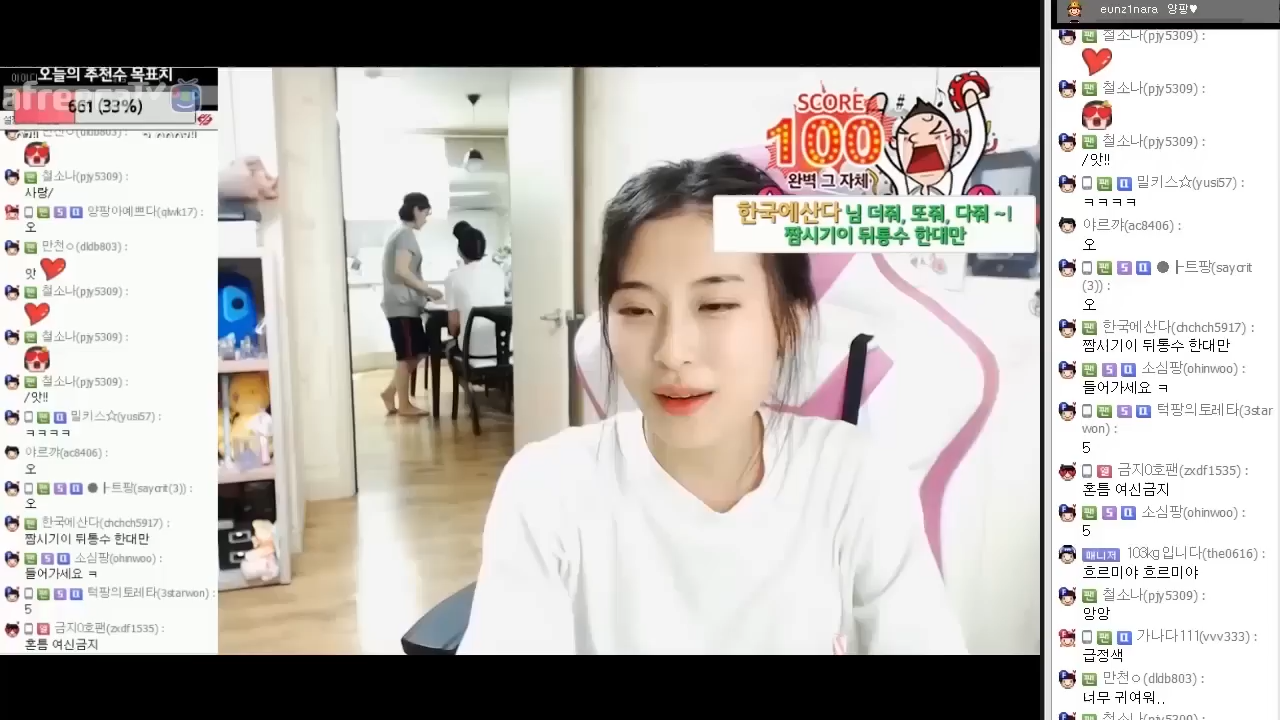 오늘의 추천수 목표치
afreecaTV
661 (33%)
만천ㅇ(dldb803) :
철소나(pjy5309) :
사랑/
양팡아예쁘다(qlwk17) :
오
만천ㅇ(dldb803) :
앗
철소나(pjy5309) :
철소나(pjy5309) :
철소나(pjy5309) :
/앗!!
밀키스☆(yusi57) :
ㅋㅋㅋㅋ
야르꺄(ac8406) :
오
●├트팡(saycrit(3)) :
오
한국에산다(chchch5917) :
짬시기이 뒤통수 한대만
소심팡(ohinwoo) :
들어가세요 ㅋ
턱팡의토레타(3starwon) :
5
금지0호팬(zxdf1535) :
혼틈 여신금지
SCORE
100
완벽 그 자체
한국에산다 님 더줘, 또줘, 다줘 ~!
짬시기이 뒤통수 한대만
eunz1nara 양팡♥
철소나(pjy5309) :
철소나(pjy5309) :
철소나(pjy5309) :
/앗!!
밀키스☆(yusi57) :
ㅋㅋㅋㅋ
야르꺄(ac8406) :
오
●├트팡(saycrit
(3)) :
오
한국에산다(chchch5917) :
짬시기이 뒤통수 한대만
소심팡(ohinwoo) :
들어가세요 ㅋ
턱팡의토레타(3star
won) :
5
금지0호팬(zxdf1535) :
혼틈 여신금지
소심팡(ohinwoo) :
5
매니저 103kg입니다(the0616) :
흐르미야 흐르미야
철소나(pjy5309) :
앙앙
가나다111(vvv333) :
급정색
만천ㅇ(dldb803) :
너무 귀여워..
철소나(pjy5309) :